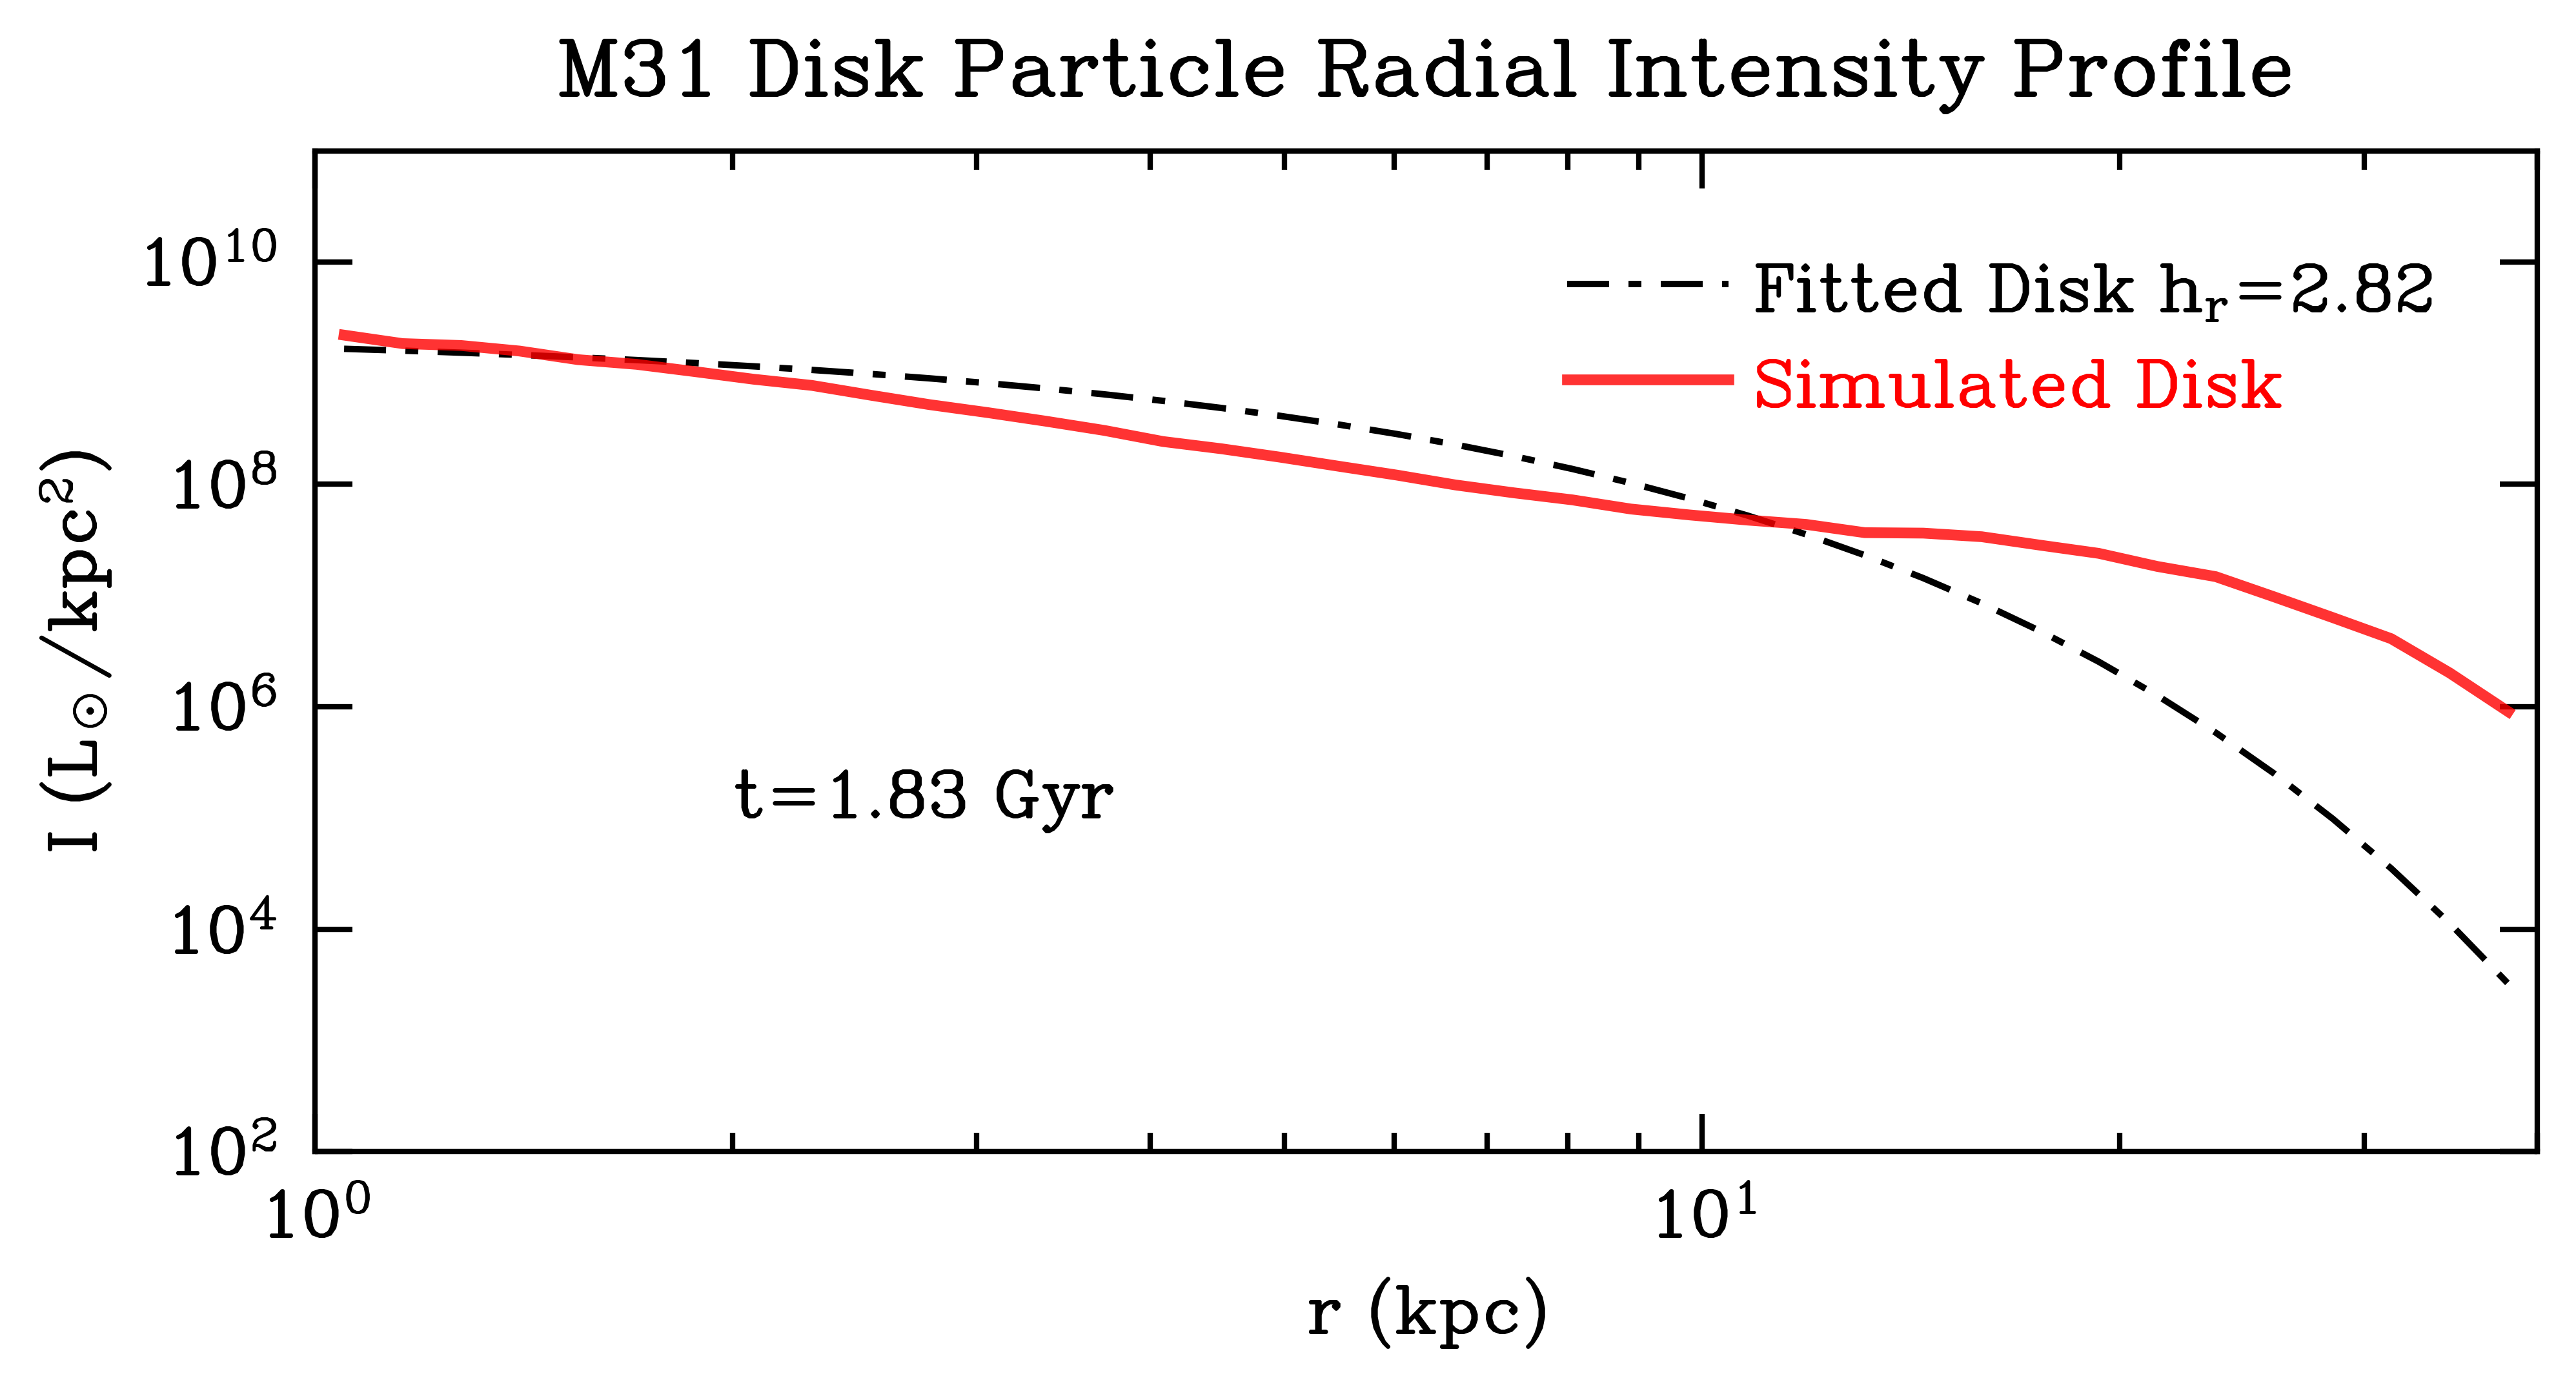 M31 Disk Particle Radial Intensity Profile
I (L☉/kpc²)
10¹⁰
10⁸
10⁶
10⁴
10²
Fitted Disk hᵣ=2.82
Simulated Disk
t=1.83 Gyr
10⁰
10¹
r (kpc)